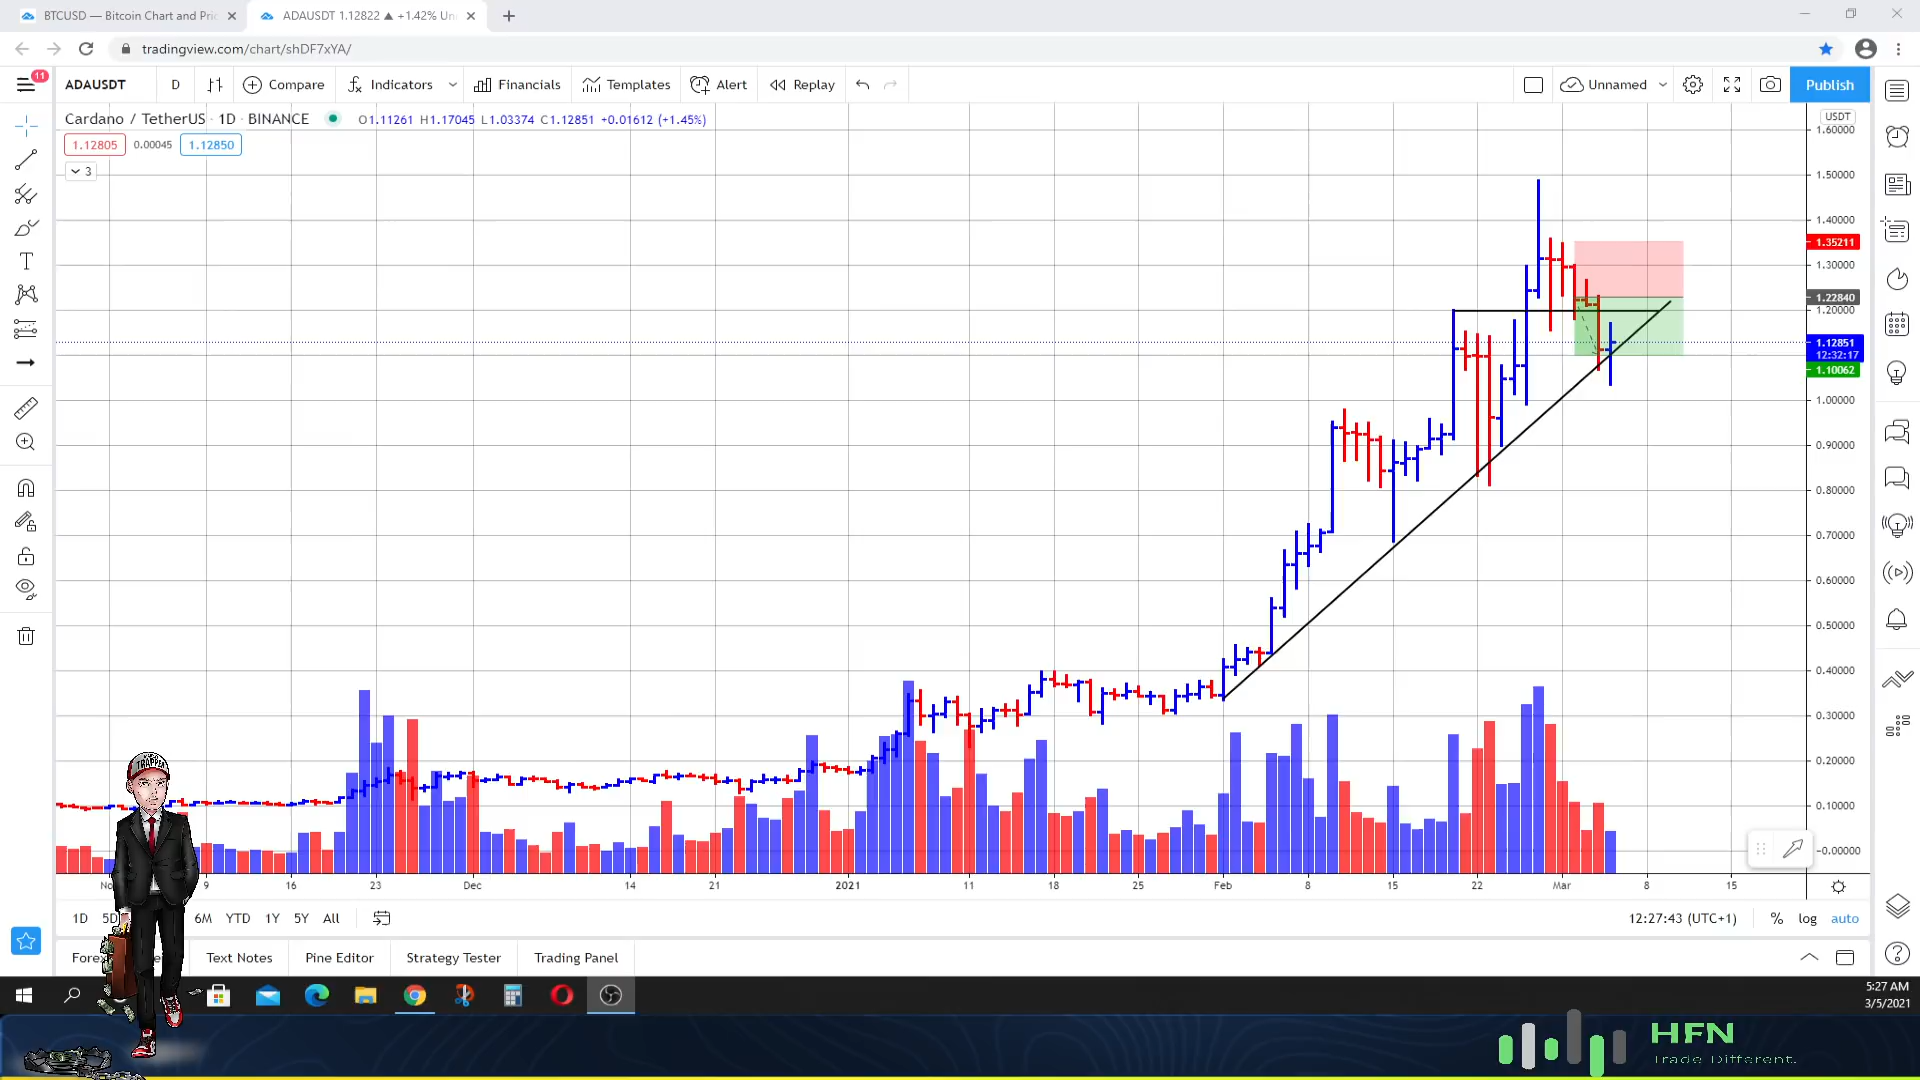 BTCUSD — Bitcoin Chart and Pric
ADAUSDT 1.12822 ▲ +1.42% Un
tradingview.com/chart/shDF7xYA/
11
ADAUSDT D Compare Indicators Financials Templates Alert Replay Unnamed Publish
Cardano / TetherUS · 1D · BINANCE O1.11261 H1.17045 L1.03374 C1.12851 +0.01612 (+1.45%)
1.12805 0.00045 1.12850
3
USDT
1.60000
1.50000
1.40000
1.35211
1.30000
1.22840
1.20000
1.12851
12:32:17
1.10062
1.00000
0.90000
0.80000
0.70000
0.60000
0.50000
0.40000
0.30000
0.20000
0.10000
-0.00000
TRAPPER
9 16 23 Dec 14 21 2021 11 18 25 Feb 8 15 22 Mar 8 15
1D 5D 6M YTD 1Y 5Y All 12:27:43 (UTC+1) % log auto
Text Notes Pine Editor Strategy Tester Trading Panel
5:27 AM
3/5/2021
HFN
Trade Different.